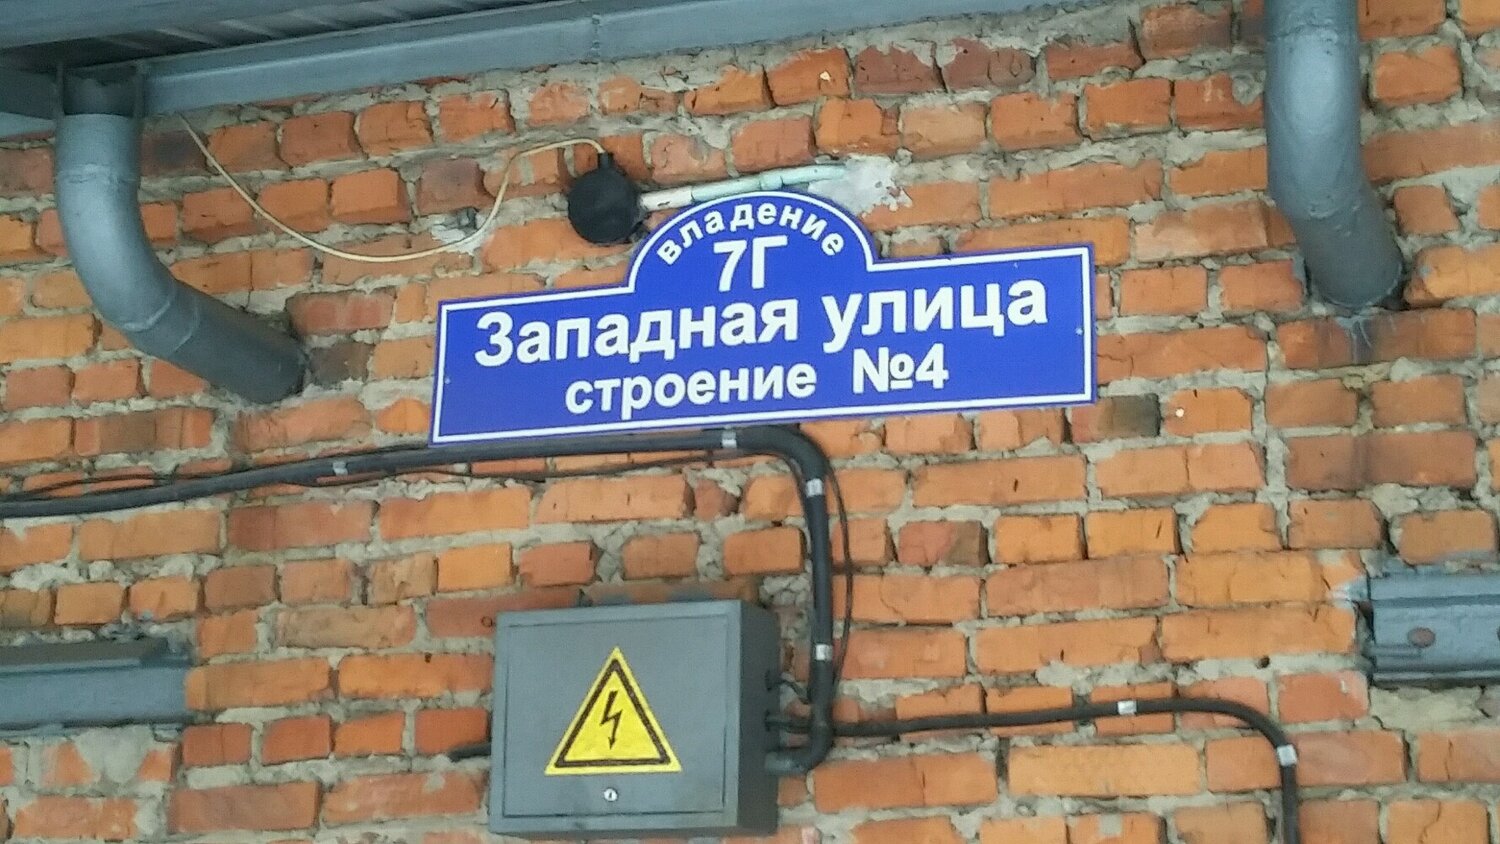 владение
7Г
Западная улица
строение №4